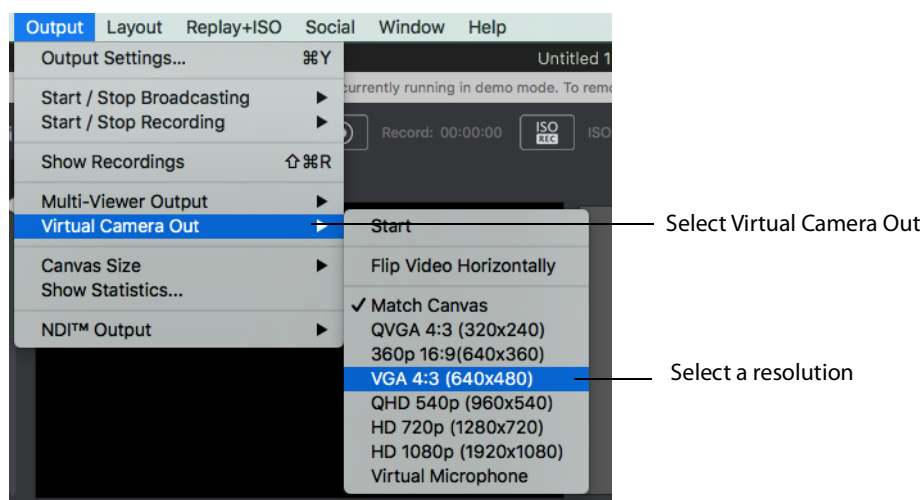 Output Layout Replay+ISO Social Window Help
Output Settings... ⌘Y
Untitled 1
currently running in demo mode. To remo
Start / Stop Broadcasting ▶
Start / Stop Recording ▶
Record: 00:00:00 ISO REC ISO
Show Recordings ⇧⌘R
Multi-Viewer Output ▶
Virtual Camera Out ▶
Canvas Size ▶
Show Statistics...
NDI™ Output ▶
Start
Flip Video Horizontally
✓ Match Canvas
QVGA 4:3 (320x240)
360p 16:9(640x360)
VGA 4:3 (640x480)
QHD 540p (960x540)
HD 720p (1280x720)
HD 1080p (1920x1080)
Virtual Microphone
Select Virtual Camera Out
Select a resolution